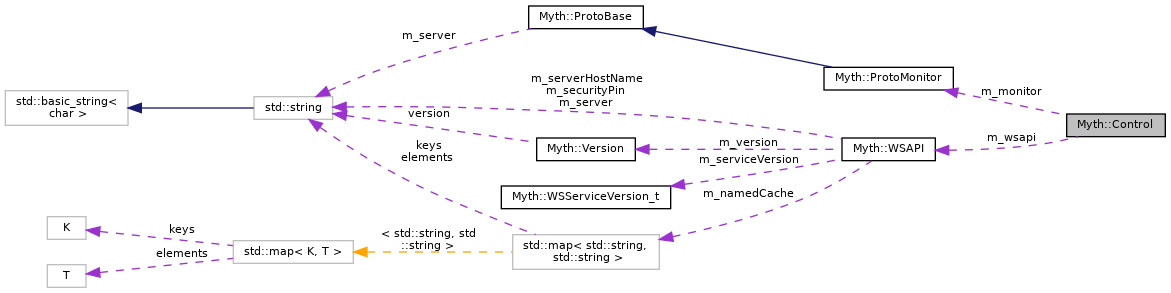 Myth::ProtoBase
m_server
Myth::ProtoMonitor
m_serverHostName
m_securityPin
m_server
m_monitor
std::basic_string<
char >
std::string
version
Myth::Control
m_wsapi
m_version
Myth::Version
Myth::WSAPI
keys
elements
m_serviceVersion
Myth::WSServiceVersion_t
m_namedCache
K
keys
< std::string, std
::string >
std::map< K, T >
std::map< std::string,
std::string >
elements
T